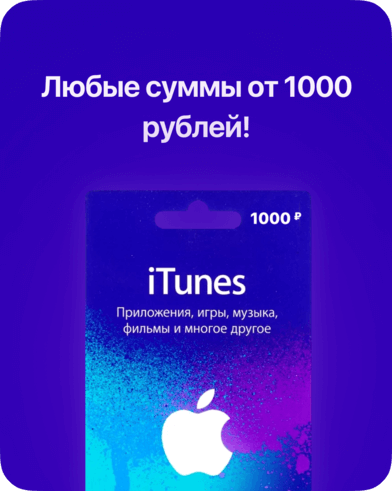 Любые суммы от 1000
рублей!
1000 ₽
iTunes
Приложения, игры, музыка,
фильмы и многое другое